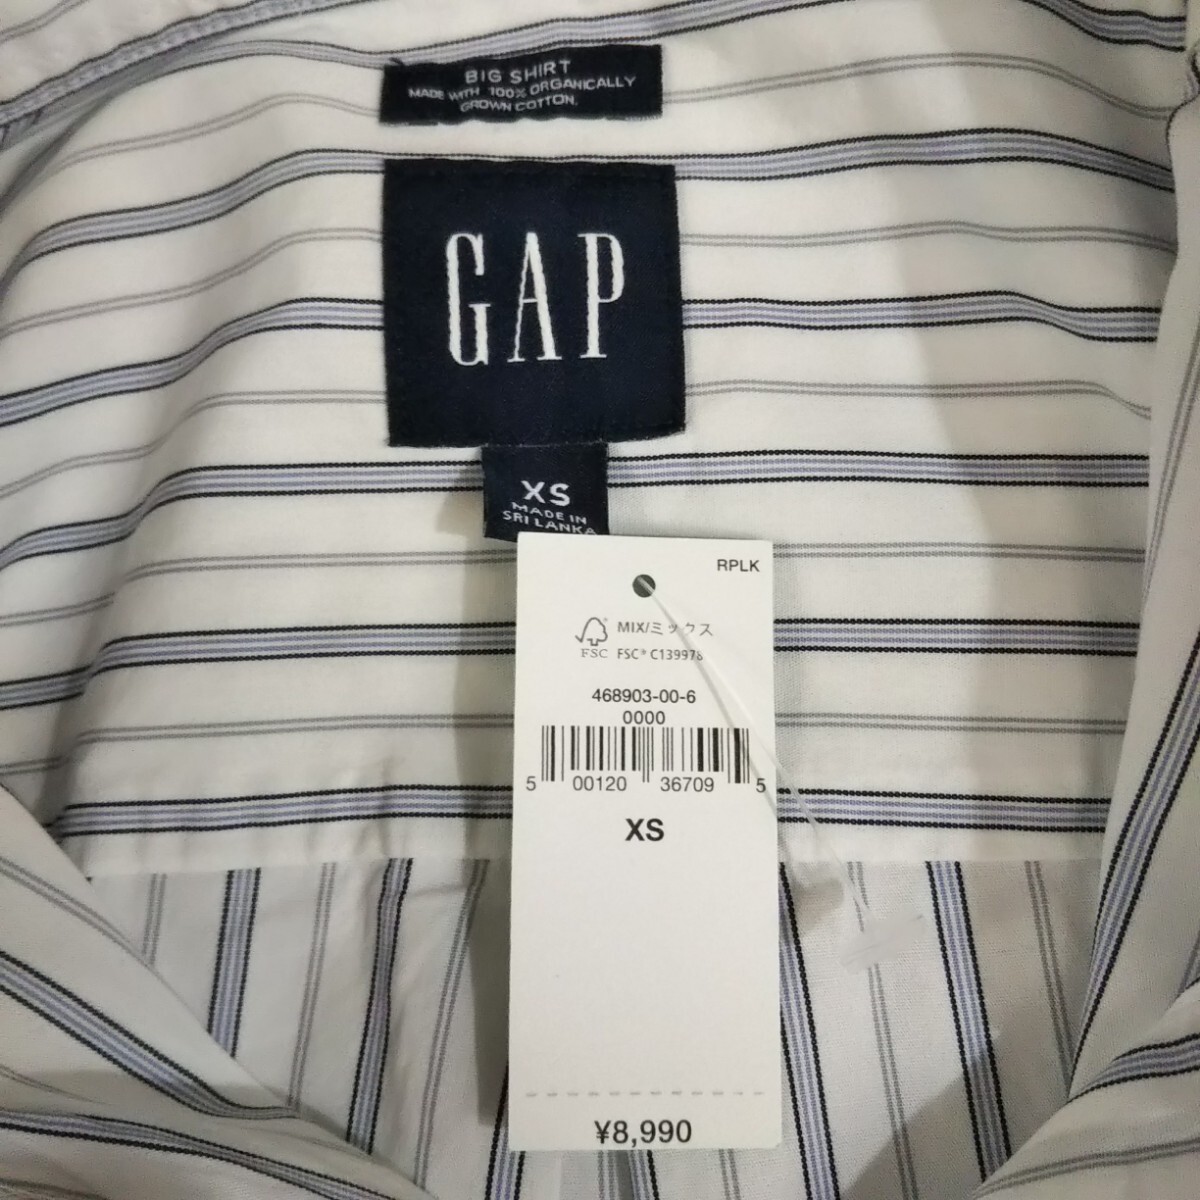 BIG SHIRT
MADE WITH 100% ORGANICALLY
GROWN COTTON.
GAP
XS
MADE IN
SRI LANKA
RPLK
MIX/ミックス
FSC
FSC® C139978
468903-00-6
0000
5 00120 36709 5
XS
¥8,990